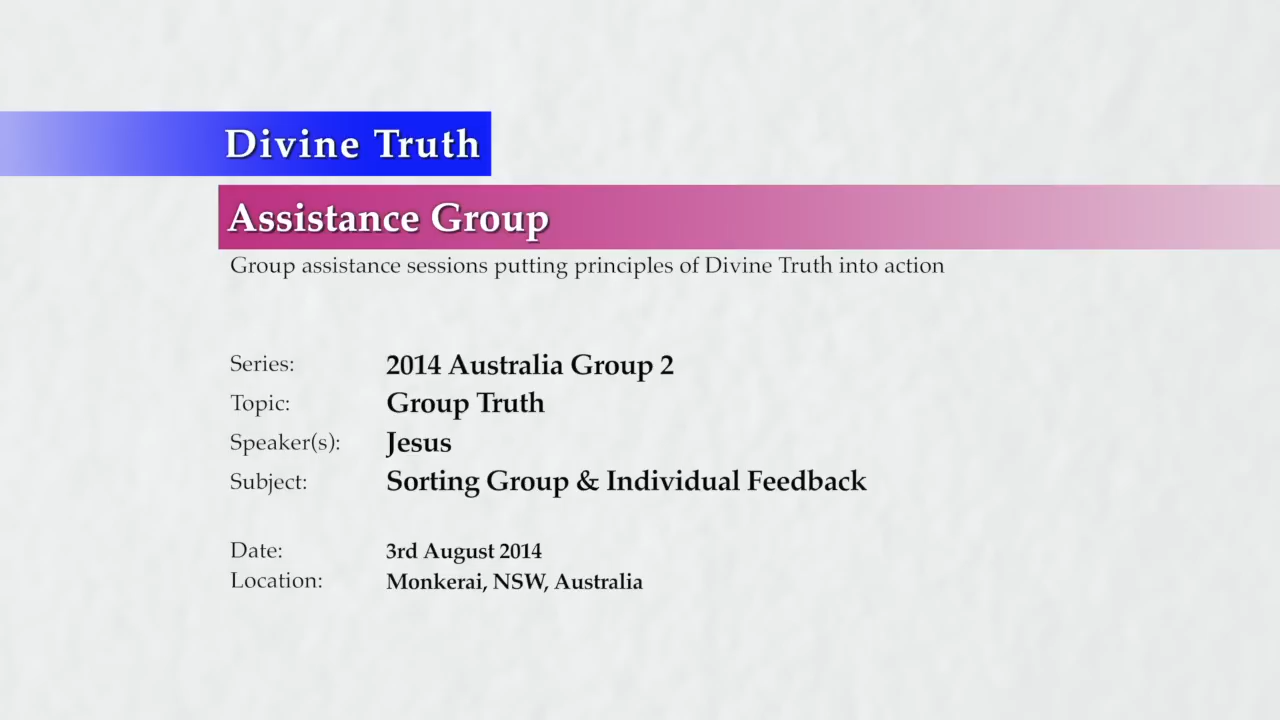 Divine Truth
Assistance Group
Group assistance sessions putting principles of Divine Truth into action
Series: 2014 Australia Group 2
Topic: Group Truth
Speaker(s): Jesus
Subject: Sorting Group & Individual Feedback
Date: 3rd August 2014
Location: Monkerai, NSW, Australia